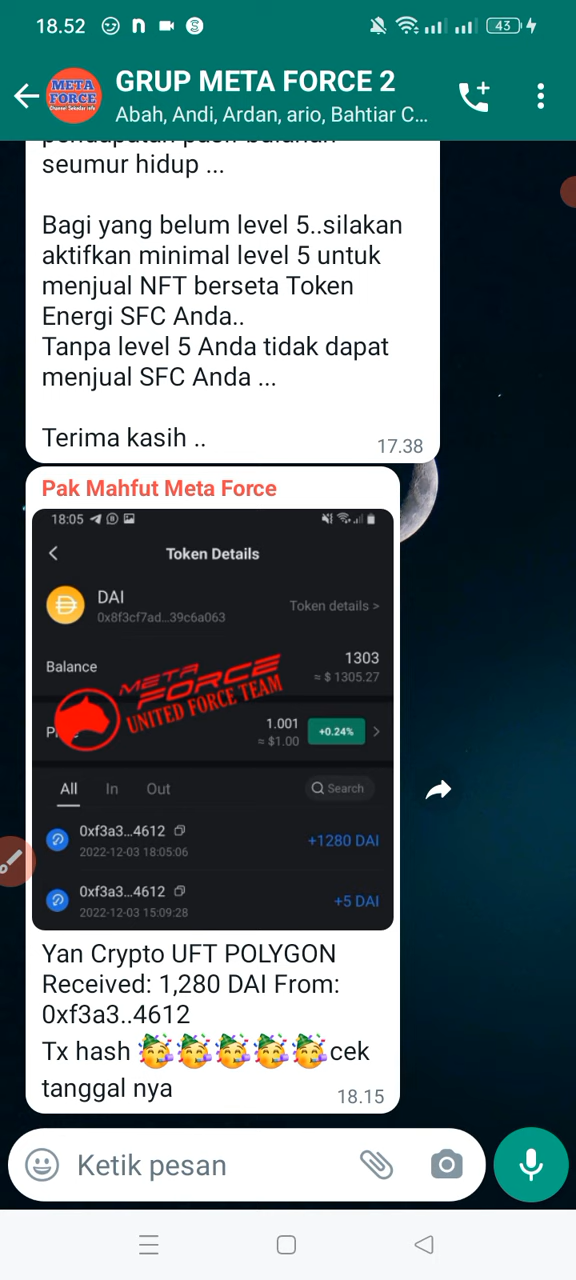 18.52
43
GRUP META FORCE 2
Abah, Andi, Ardan, ario, Bahtiar C...
META
FORCE
seumur hidup ...
Bagi yang belum level 5..silakan
aktifkan minimal level 5 untuk
menjual NFT berseta Token
Energi SFC Anda..
Tanpa level 5 Anda tidak dapat
menjual SFC Anda ...
Terima kasih ..
17.38
Pak Mahfut Meta Force
18:05
Token Details
DAI
0x8f3cf7ad...39c6a063
Token details >
Balance
1303
≈ $ 1305.27
META
FORCE
UNITED FORCE TEAM
1.001
≈ $1.00
+0.24%
All
In
Out
Search
0xf3a3...4612
2022-12-03 18:05:06
+1280 DAI
0xf3a3...4612
2022-12-03 15:09:28
+5 DAI
Yan Crypto UFT POLYGON
Received: 1,280 DAI From:
0xf3a3..4612
Tx hash 🥳🥳🥳🥳🥳cek
tanggal nya
18.15
Ketik pesan